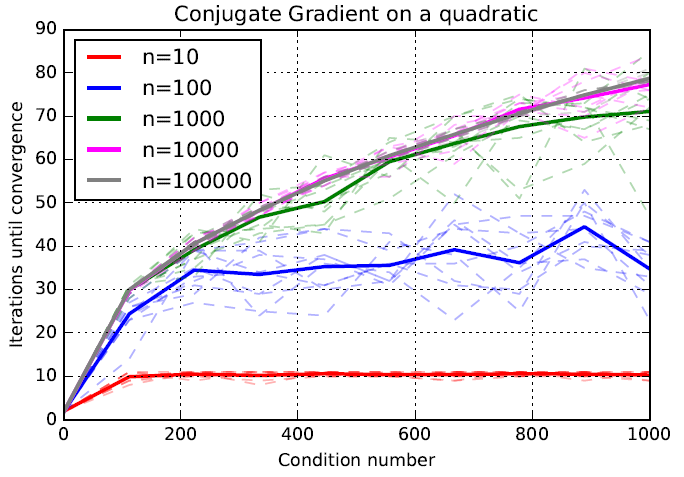 Conjugate Gradient on a quadratic
90
80
70
60
50
40
30
20
10
0
Iterations until convergence
n=10
n=100
n=1000
n=10000
n=100000
0 200 400 600 800 1000
Condition number